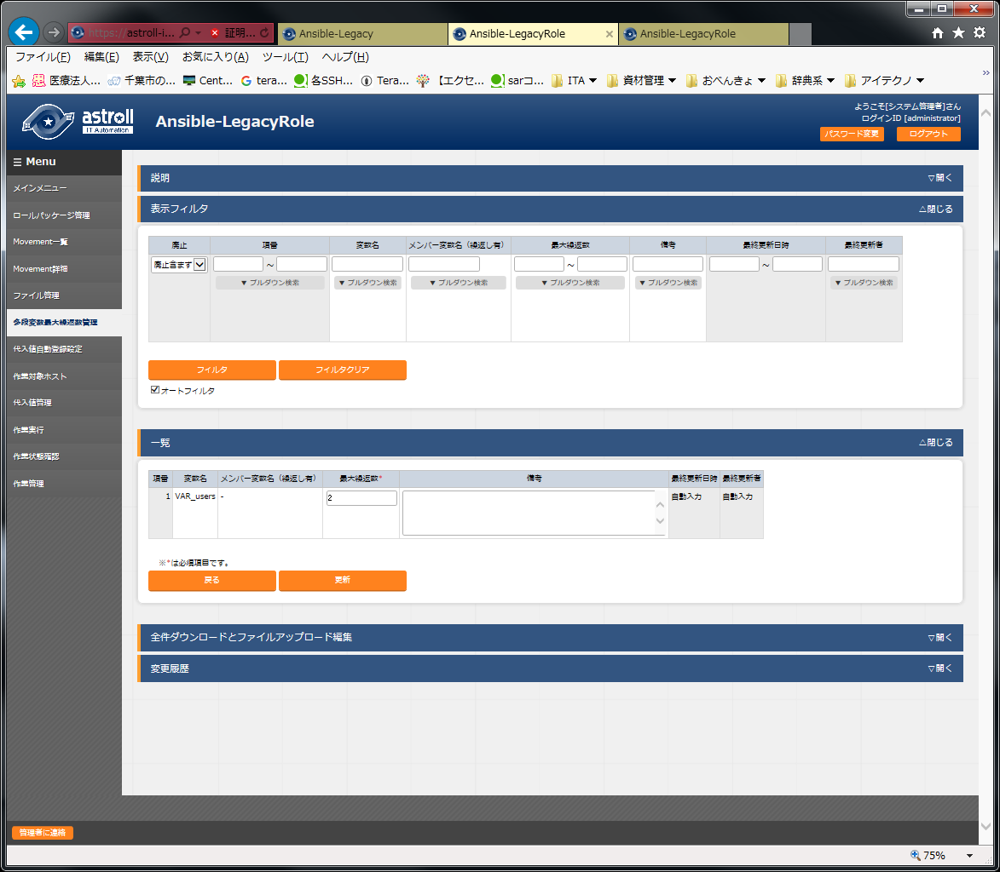 https://astroll-i... 証明... Ansible-Legacy Ansible-LegacyRole Ansible-LegacyRole
ファイル(F) 編集(E) 表示(V) お気に入り(A) ツール(T) ヘルプ(H)
医療法人... 千葉市の... Cent... tera... 各SSH... Tera... 【エクセ... sarコ... ITA 資材管理 おべんきょ 辞典系 アイテクノ
astroll
IT Automation
Ansible-LegacyRole
ようこそ[システム管理者]さん
ログインID [administrator]
パスワード変更 ログアウト
Menu
メインメニュー
ロールパッケージ管理
Movement一覧
Movement詳細
ファイル管理
多段変数最大繰返数管理
代入値自動登録設定
作業対象ホスト
代入値管理
作業実行
作業状態確認
作業管理
説明 ▽開く
表示フィルタ △閉じる
廃止 項番 変数名 メンバー変数名（繰返し有） 最大繰返数 備考 最終更新日時 最終更新者
廃止含まず ～ ～ ～
▼プルダウン検索 ▼プルダウン検索 ▼プルダウン検索 ▼プルダウン検索 ▼プルダウン検索 ▼プルダウン検索
フィルタ フィルタクリア
オートフィルタ
一覧 △閉じる
項番 変数名 メンバー変数名（繰返し有） 最大繰返数* 備考 最終更新日時 最終更新者
1 VAR_users - 2 自動入力 自動入力
※*は必須項目です。
戻る 更新
全件ダウンロードとファイルアップロード編集 ▽開く
変更履歴 ▽開く
管理者に連絡
75%